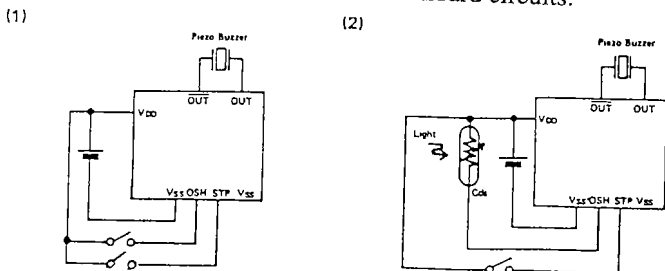 circuits.
(1)
Piezo Buzzer
OUT OUT
VDD
VSS OSH STP VSS
(2)
Piezo Buzzer
OUT OUT
VDD
Light
Cds
VSS OSH STP VSS